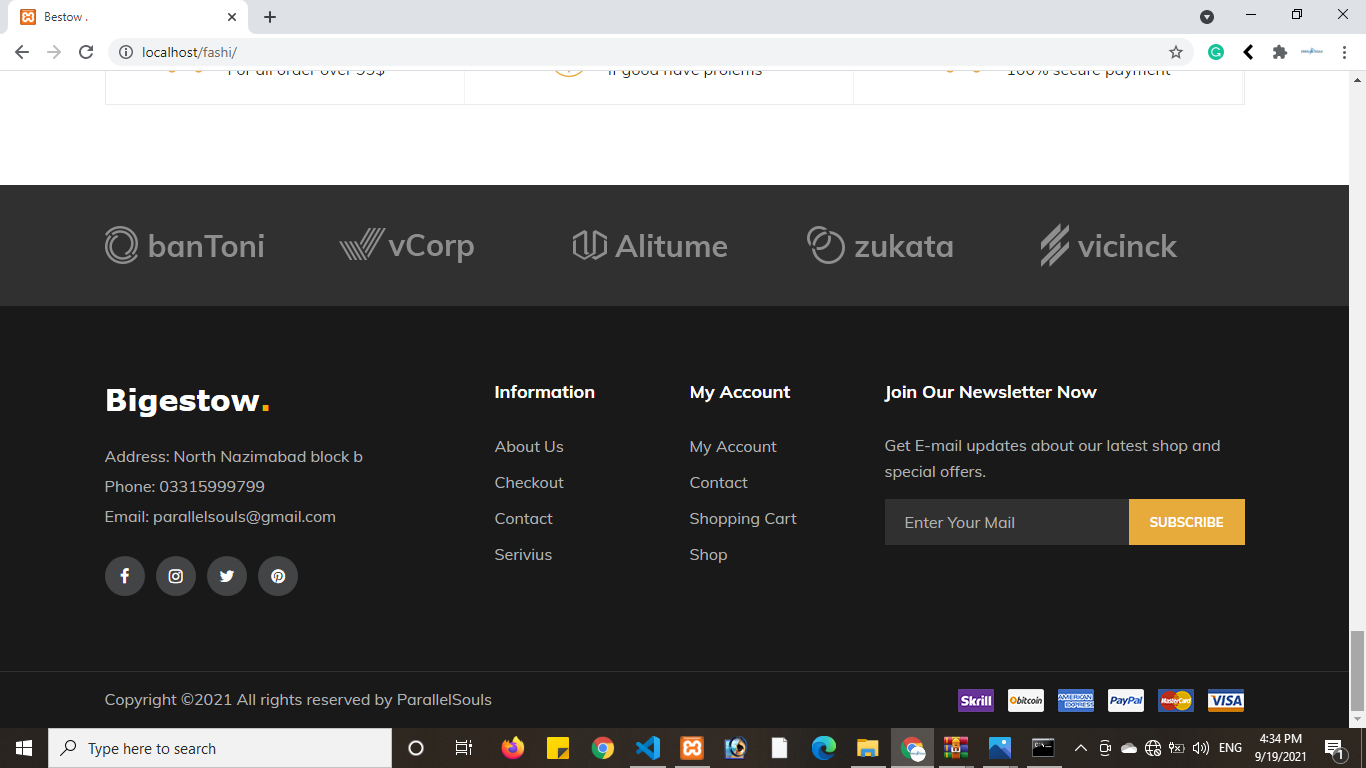 Bestow .
localhost/fashi/
For all order over 99$
If good have prolems
100% secure payment
banToni
vCorp
Alitume
zukata
vicinck
Bigestow.
Address: North Nazimabad block b
Phone: 03315999799
Email: parallelsouls@gmail.com
Information
About Us
Checkout
Contact
Serivius
My Account
My Account
Contact
Shopping Cart
Shop
Join Our Newsletter Now
Get E-mail updates about our latest shop and
special offers.
Enter Your Mail
SUBSCRIBE
Copyright ©2021 All rights reserved by ParallelSouls
Skrill
bitcoin
AMERICAN
EXPRESS
PayPal
MasterCard
VISA
Type here to search
ENG
4:34 PM
9/19/2021
1